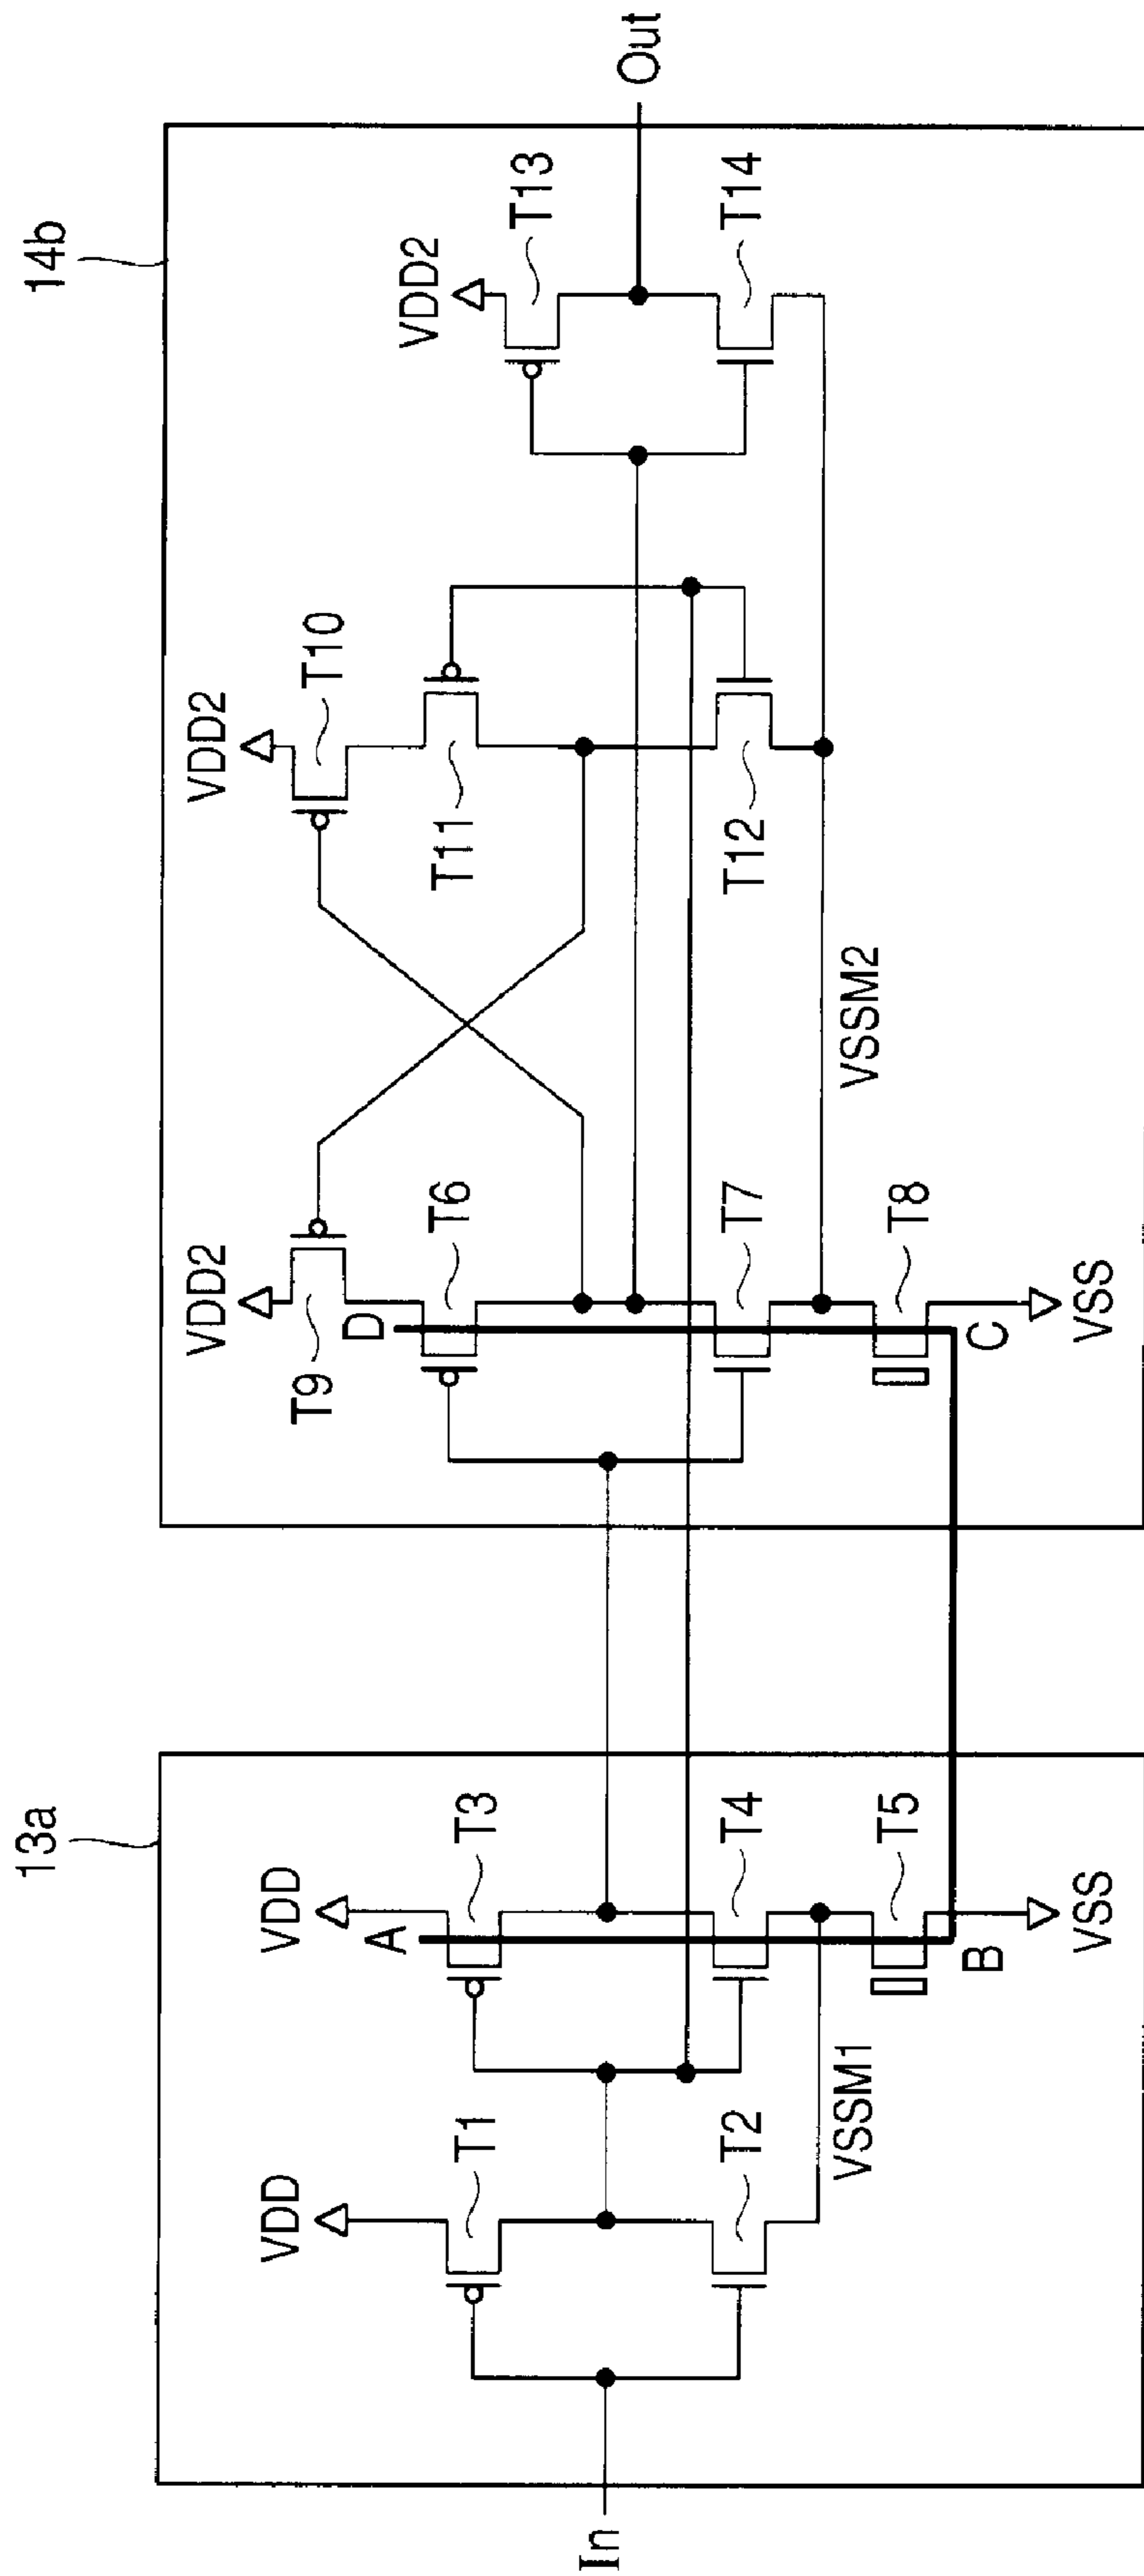 14b
VDD2
VDD2
VDD2
T9
T10
T13
D
T6
T11
Out
T7
T12
T14
VSSM2
T8
C
VSS
13a
VDD
VDD
A
T1
T3
In
T2
T4
VSSM1
T5
B
VSS